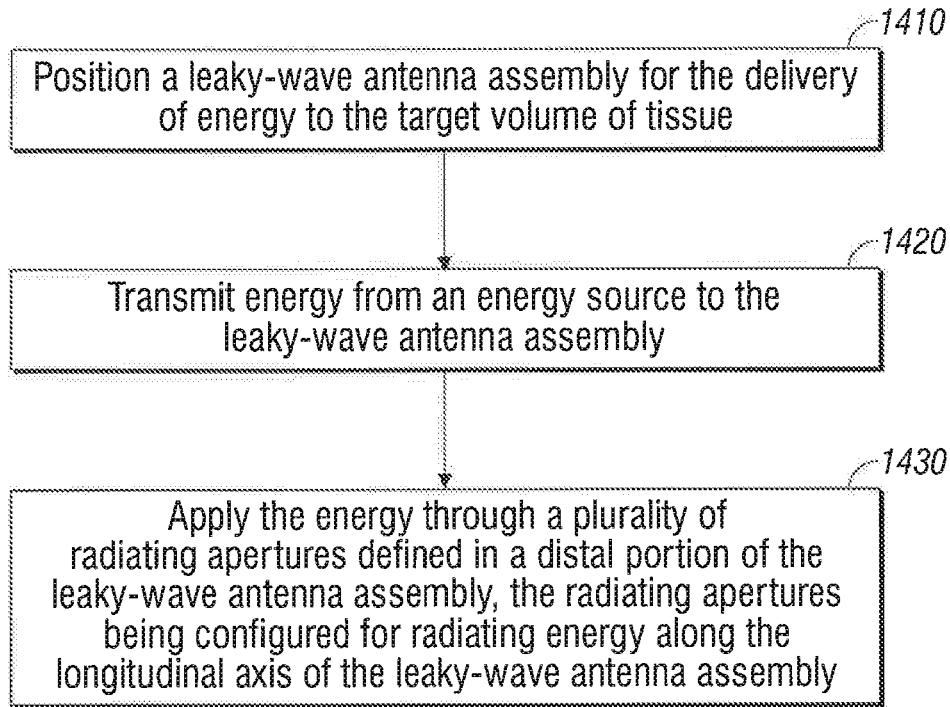 1410
Position a leaky-wave antenna assembly for the delivery
of energy to the target volume of tissue
1420
Transmit energy from an energy source to the
leaky-wave antenna assembly
1430
Apply the energy through a plurality of
radiating apertures defined in a distal portion of the
leaky-wave antenna assembly, the radiating apertures
being configured for radiating energy along the
longitudinal axis of the leaky-wave antenna assembly